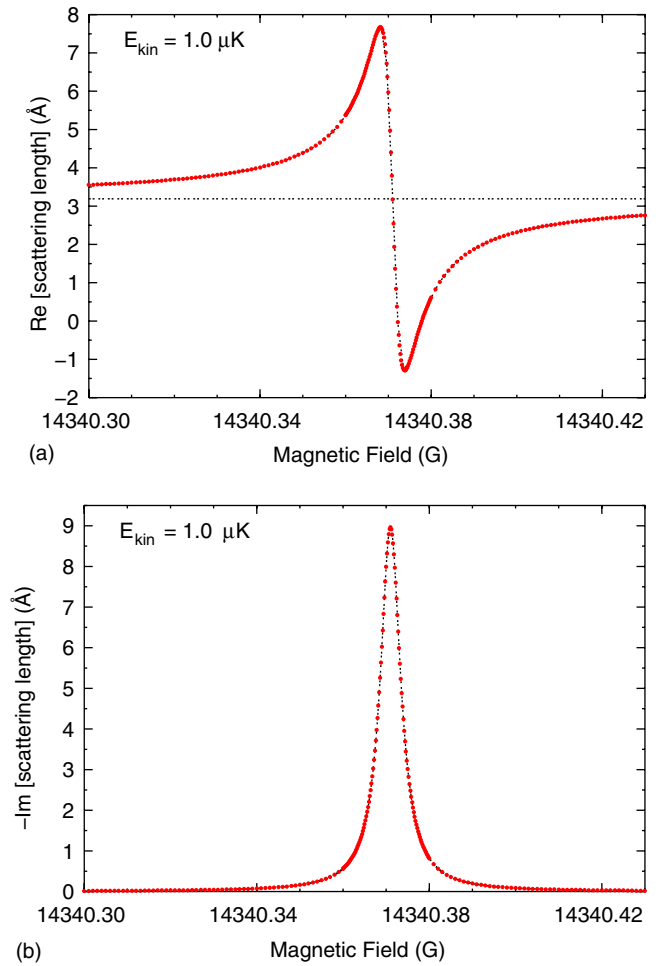 8
7
6
5
4
3
2
1
0
−1
−2
Re [scattering length] (Å)
E_kin = 1.0 μK
14340.30 14340.34 14340.38 14340.42
(a) Magnetic Field (G)
9
8
7
6
5
4
3
2
1
0
−Im [scattering length] (Å)
E_kin = 1.0 μK
14340.30 14340.34 14340.38 14340.42
(b) Magnetic Field (G)